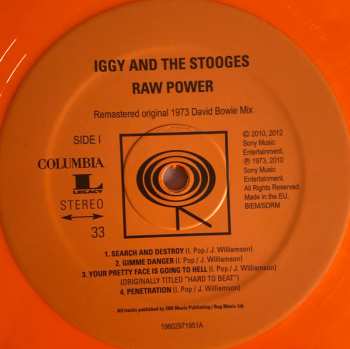 IGGY AND THE STOOGES
RAW POWER
Remastered original 1973 David Bowie Mix
SIDE I
COLUMBIA
L
LEGACY
STEREO
33
© 2010, 2012
Sony Music
Entertainment,
℗ 1973, 2010
Sony Music
Entertainment.
All Rights Reserved.
Made in the EU.
BIEM/SDRM
1. SEARCH AND DESTROY (I. Pop / J. Williamson)
2. GIMME DANGER (I. Pop / J. Williamson)
3. YOUR PRETTY FACE IS GOING TO HELL (I. Pop / J. Williamson)
(ORIGINALLY TITLED "HARD TO BEAT")
4. PENETRATION (I. Pop / J. Williamson)
All tracks published by EMI Music Publishing / Bug Music Ltd.
19802971951A